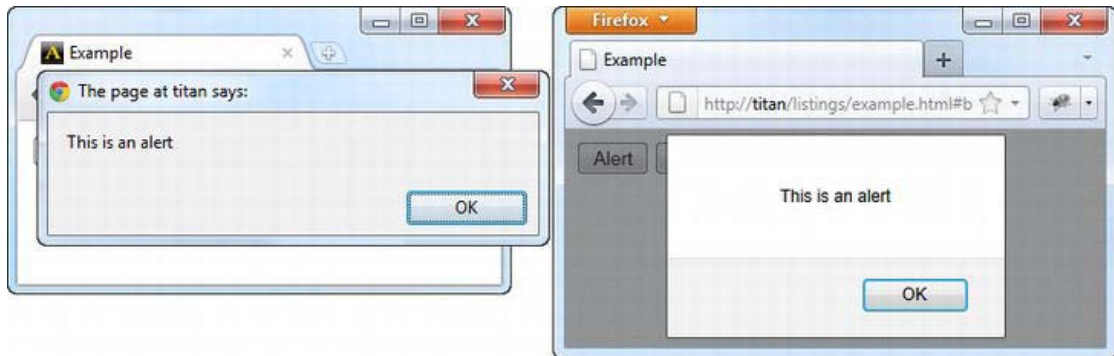 Example
The page at titan says:
This is an alert
OK
Firefox
Example
http://titan/listings/example.html#b
Alert
This is an alert
OK